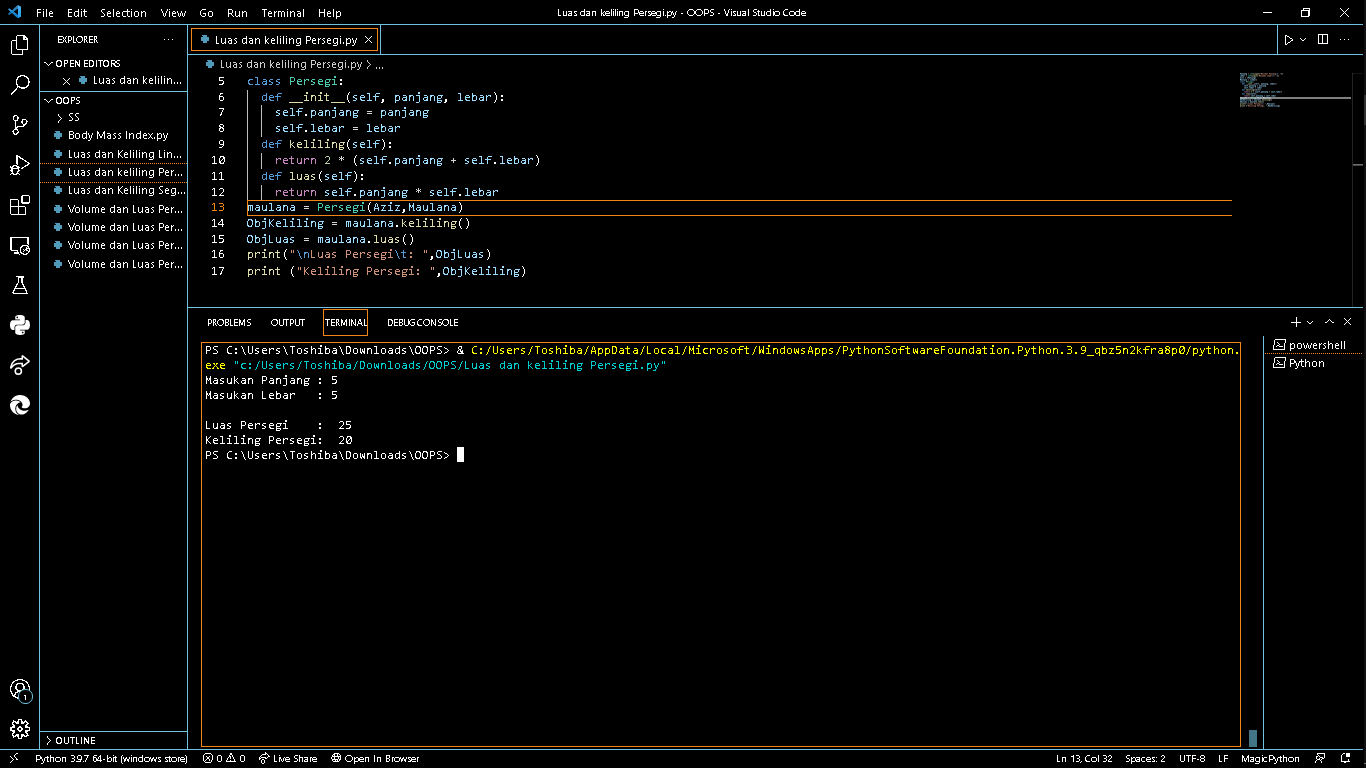 File Edit Selection View Go Run Terminal Help
Luas dan keliling Persegi.py - OOPS - Visual Studio Code
EXPLORER
OPEN EDITORS
Luas dan kelilin...
OOPS
SS
Body Mass Index.py
Luas dan Keliling Lin...
Luas dan keliling Per...
Luas dan Keliling Seg...
Volume dan Luas Per...
Volume dan Luas Per...
Volume dan Luas Per...
Volume dan Luas Per...
OUTLINE
Luas dan keliling Persegi.py
Luas dan keliling Persegi.py > ...
5 class Persegi:
6 def __init__(self, panjang, lebar):
7 self.panjang = panjang
8 self.lebar = lebar
9 def keliling(self):
10 return 2 * (self.panjang + self.lebar)
11 def luas(self):
12 return self.panjang * self.lebar
13 maulana = Persegi(Aziz,Maulana)
14 ObjKeliling = maulana.keliling()
15 ObjLuas = maulana.luas()
16 print("\nLuas Persegi\t: ",ObjLuas)
17 print ("Keliling Persegi: ",ObjKeliling)
PROBLEMS OUTPUT TERMINAL DEBUG CONSOLE
PS C:\Users\Toshiba\Downloads\OOPS> & C:/Users/Toshiba/AppData/Local/Microsoft/WindowsApps/PythonSoftwareFoundation.Python.3.9_qbz5n2kfra8p0/python.
exe "c:/Users/Toshiba/Downloads/OOPS/Luas dan keliling Persegi.py"
Masukan Panjang : 5
Masukan Lebar : 5
Luas Persegi : 25
Keliling Persegi: 20
PS C:\Users\Toshiba\Downloads\OOPS>
powershell
Python
1
Python 3.9.7 64-bit (windows store) 0 0 Live Share Open In Browser
Ln 13, Col 32 Spaces: 2 UTF-8 LF MagicPython